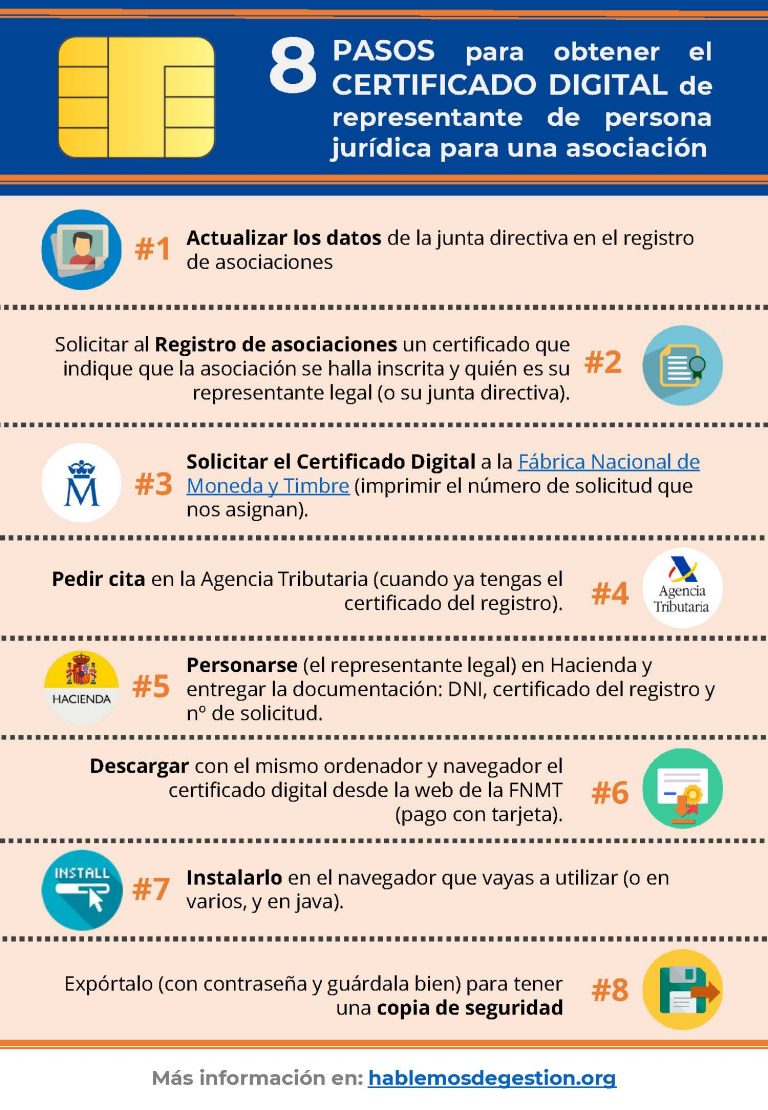 8 PASOS para obtener el
CERTIFICADO DIGITAL de
representante de persona
jurídica para una asociación
#1 Actualizar los datos de la junta directiva en el registro
de asociaciones
Solicitar al Registro de asociaciones un certificado que
indique que la asociación se halla inscrita y quién es su
representante legal (o su junta directiva).
#2
M
#3
Solicitar el Certificado Digital a la Fábrica Nacional de
Moneda y Timbre (imprimir el número de solicitud que
nos asignan).
Pedir cita en la Agencia Tributaria (cuando ya tengas el
certificado del registro).
#4
Agencia
Tributaria
HACIENDA
#5
Personarse (el representante legal) en Hacienda y
entregar la documentación: DNI, certificado del registro y
nº de solicitud.
Descargar con el mismo ordenador y navegador el
certificado digital desde la web de la FNMT
(pago con tarjeta).
#6
INSTALL
#7
Instalarlo en el navegador que vayas a utilizar (o en
varios, y en java).
Expórtalo (con contraseña y guárdala bien) para tener
una copia de seguridad
#8
Más información en: hablemosdegestion.org